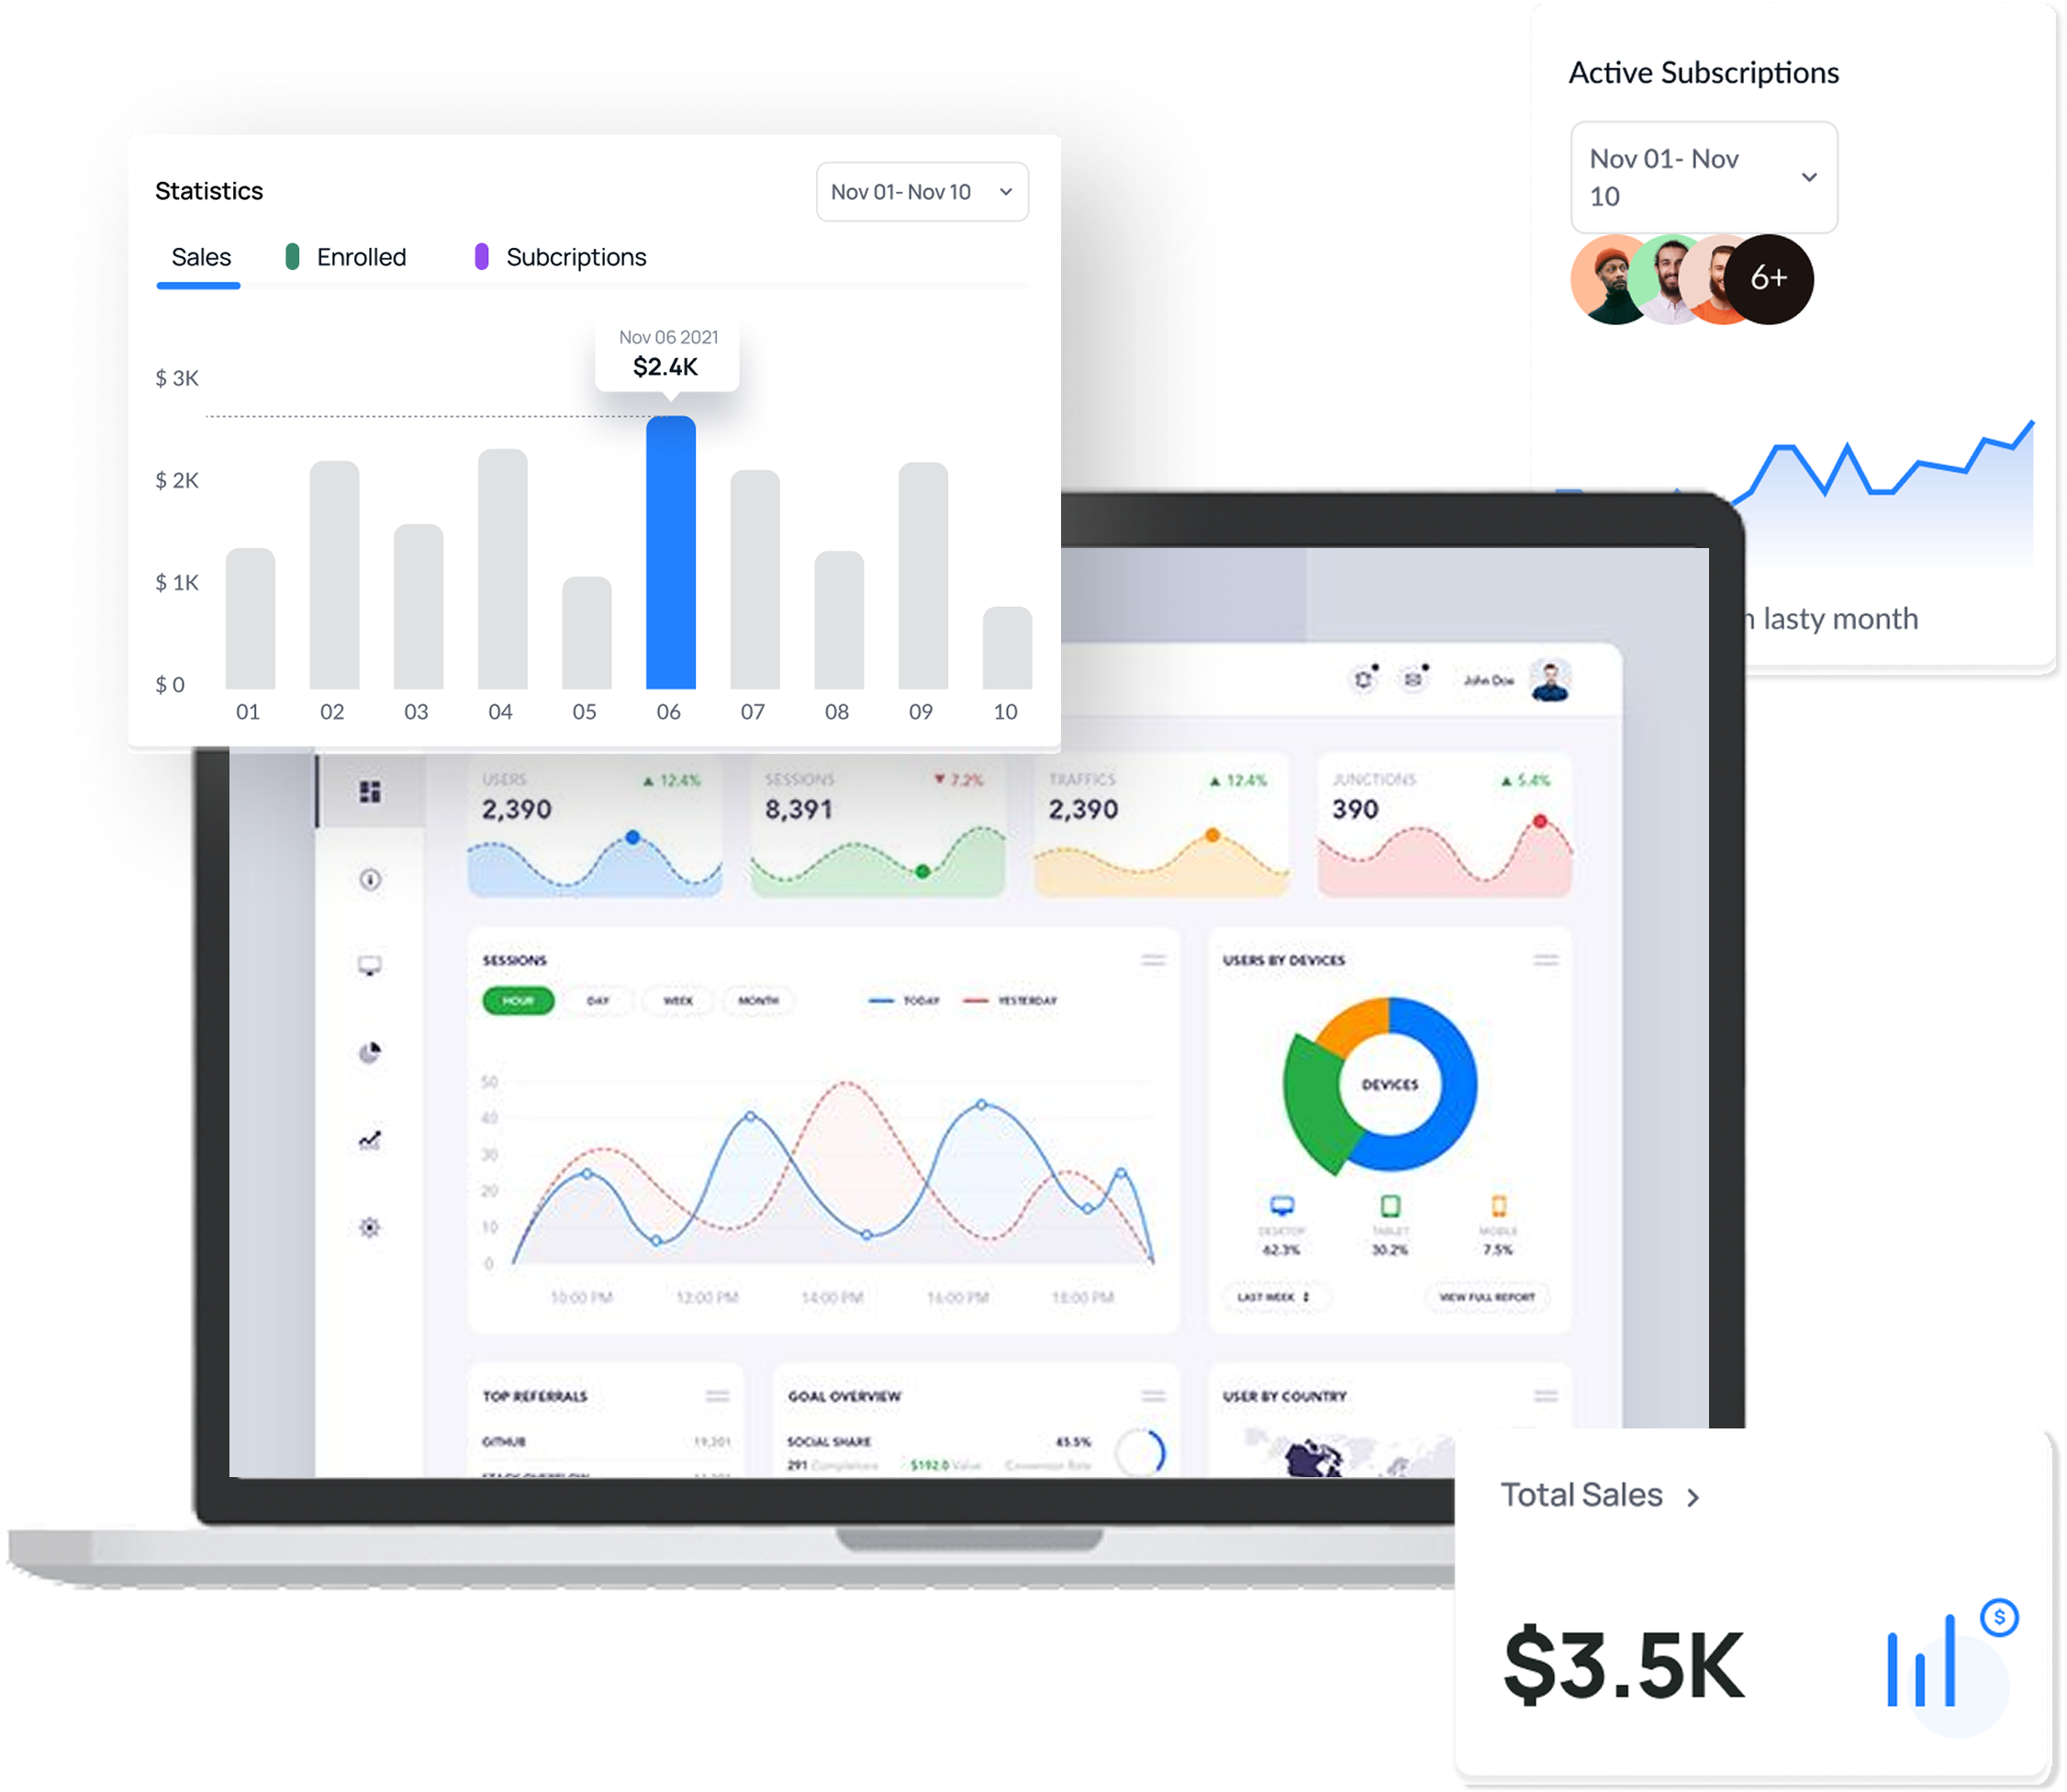 Active Subscriptions
Nov 01- Nov
10
6+
n lasty month
Statistics
Nov 01- Nov 10
Sales
Enrolled
Subcriptions
Nov 06 2021
$2.4K
$ 3K
$ 2K
$ 1K
$ 0
01 02 03 04 05 06 07 08 09 10
John Doe
USERS 12.4%
2,390
SESSIONS 7.2%
8,391
TRAFFICS 12.4%
2,390
JUNCTIONS 5.4%
390
SESSIONS
HOUR DAY WEEK MONTH
TODAY YESTERDAY
50
40
30
20
10
0
10:00 PM 12:00 PM 14:00 PM 16:00 PM 18:00 PM
USERS BY DEVICES
DEVICES
DESKTOP TABLET MOBILE
62.3% 30.2% 7.5%
LAST WEEK VIEW FULL REPORT
TOP REFERRALS
GITHUB 19,301
GOAL OVERVIEW
SOCIAL SHARE 65.5%
291 Completions $192.0 Value Conversion Rate
USER BY COUNTRY
Total Sales
$3.5K
$